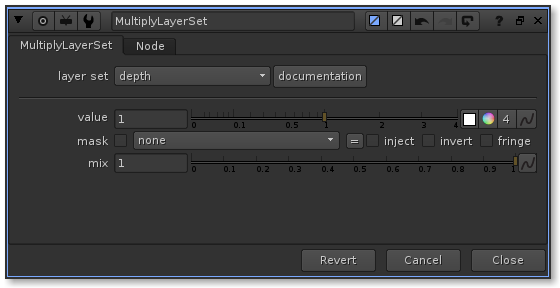 MultiplyLayerSet ?
MultiplyLayerSet Node
layer set depth documentation
value 1 0 0.1 0.5 1 2 3 4 4
mask none = inject invert fringe
mix 1 0 0.1 0.2 0.3 0.4 0.5 0.6 0.7 0.8 0.9 1
Revert Cancel Close